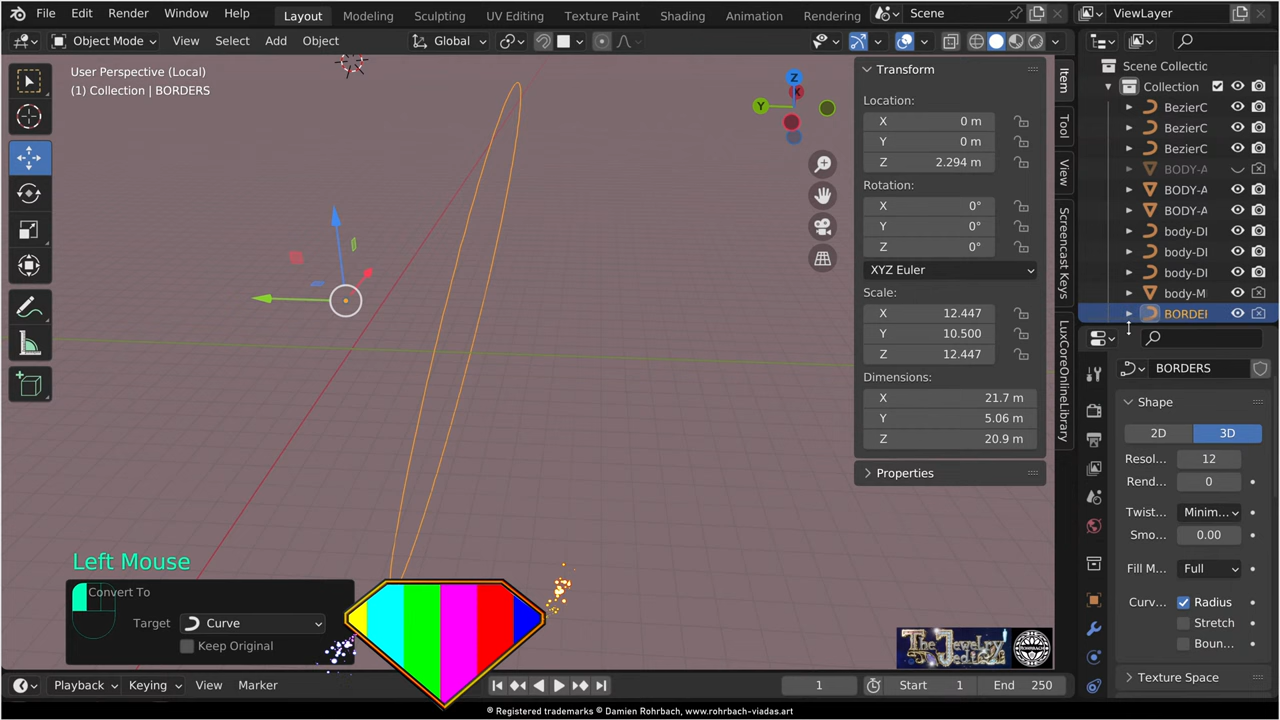 File Edit Render Window Help Layout Modeling Sculpting UV Editing Texture Paint Shading Animation Rendering Scene ViewLayer
Object Mode View Select Add Object Global
User Perspective (Local)
(1) Collection | BORDERS
Z
X
Y
Transform
Location:
X 0 m
Y 0 m
Z 2.294 m
Rotation:
X 0°
Y 0°
Z 0°
XYZ Euler
Scale:
X 12.447
Y 10.500
Z 12.447
Dimensions:
X 21.7 m
Y 5.06 m
Z 20.9 m
Properties
Item
Tool
View
Screencast Keys
LuxCoreOnlineLibrary
Scene Collectic
Collection
BezierC
BezierC
BezierC
BODY-A
BODY-A
BODY-A
body-DI
body-DI
body-DI
body-M
BORDEI
BORDERS
Shape
2D 3D
Resol... 12
Rend... 0
Twist... Minim...
Smo... 0.00
Fill M... Full
Curv... Radius
Stretch
Boun...
Texture Space
Left Mouse
Convert To
Target Curve
Keep Original
The Jewelry
ROHRBACH
Playback Keying View Marker 1 Start 1 End 250
® Registered trademarks © Damien Rohrbach, www.rohrbach-viadas.art